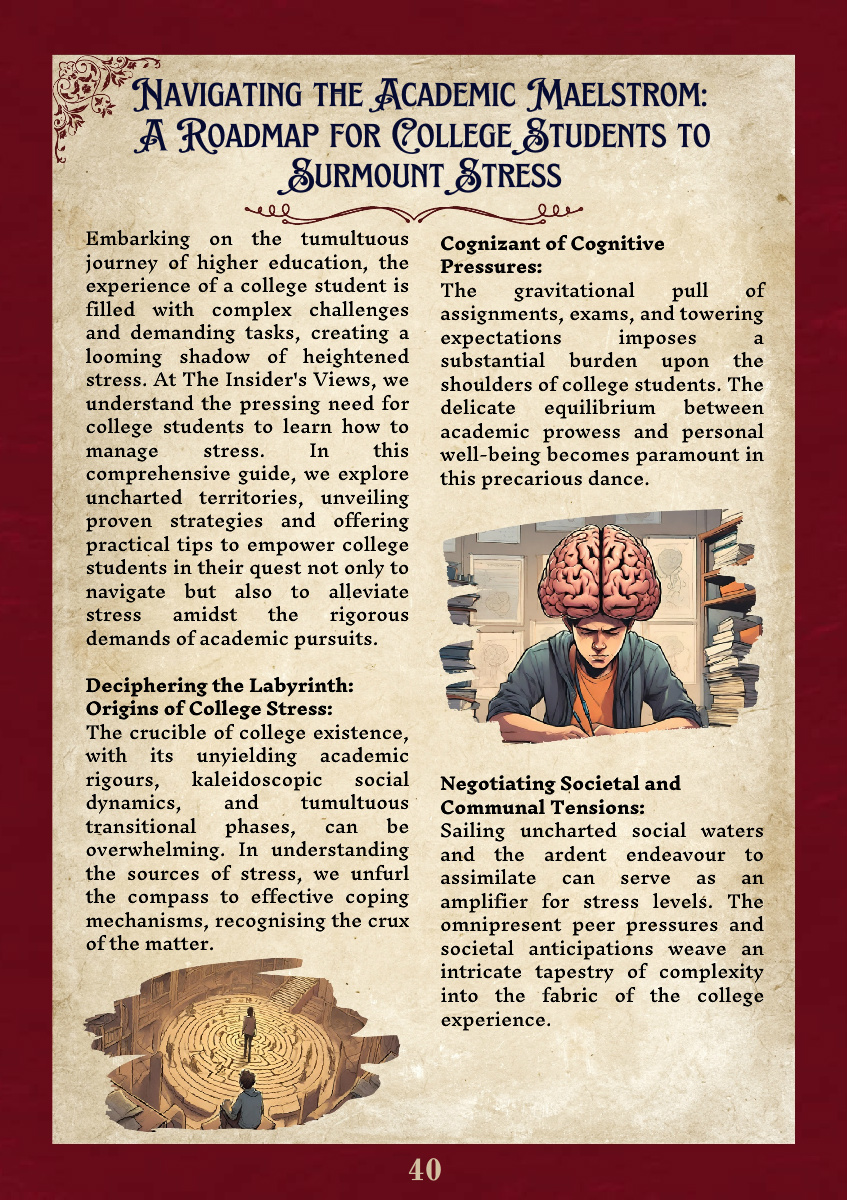 Navigating the Academic Maelstrom:
A Roadmap for College Students to
Surmount Stress
Embarking on the tumultuous
journey of higher education, the
experience of a college student is
filled with complex challenges
and demanding tasks, creating a
looming shadow of heightened
stress. At The Insider's Views, we
understand the pressing need for
college students to learn how to
manage stress. In this
comprehensive guide, we explore
uncharted territories, unveiling
proven strategies and offering
practical tips to empower college
students in their quest not only to
navigate but also to alleviate
stress amidst the rigorous
demands of academic pursuits.
Deciphering the Labyrinth:
Origins of College Stress:
The crucible of college existence,
with its unyielding academic
rigours, kaleidoscopic social
dynamics, and tumultuous
transitional phases, can be
overwhelming. In understanding
the sources of stress, we unfurl
the compass to effective coping
mechanisms, recognising the crux
of the matter.
Cognizant of Cognitive
Pressures:
The gravitational pull of
assignments, exams, and towering
expectations imposes a
substantial burden upon the
shoulders of college students. The
delicate equilibrium between
academic prowess and personal
well-being becomes paramount in
this precarious dance.
Negotiating Societal and
Communal Tensions:
Sailing uncharted social waters
and the ardent endeavour to
assimilate can serve as an
amplifier for stress levels. The
omnipresent peer pressures and
societal anticipations weave an
intricate tapestry of complexity
into the fabric of the college
experience.
40